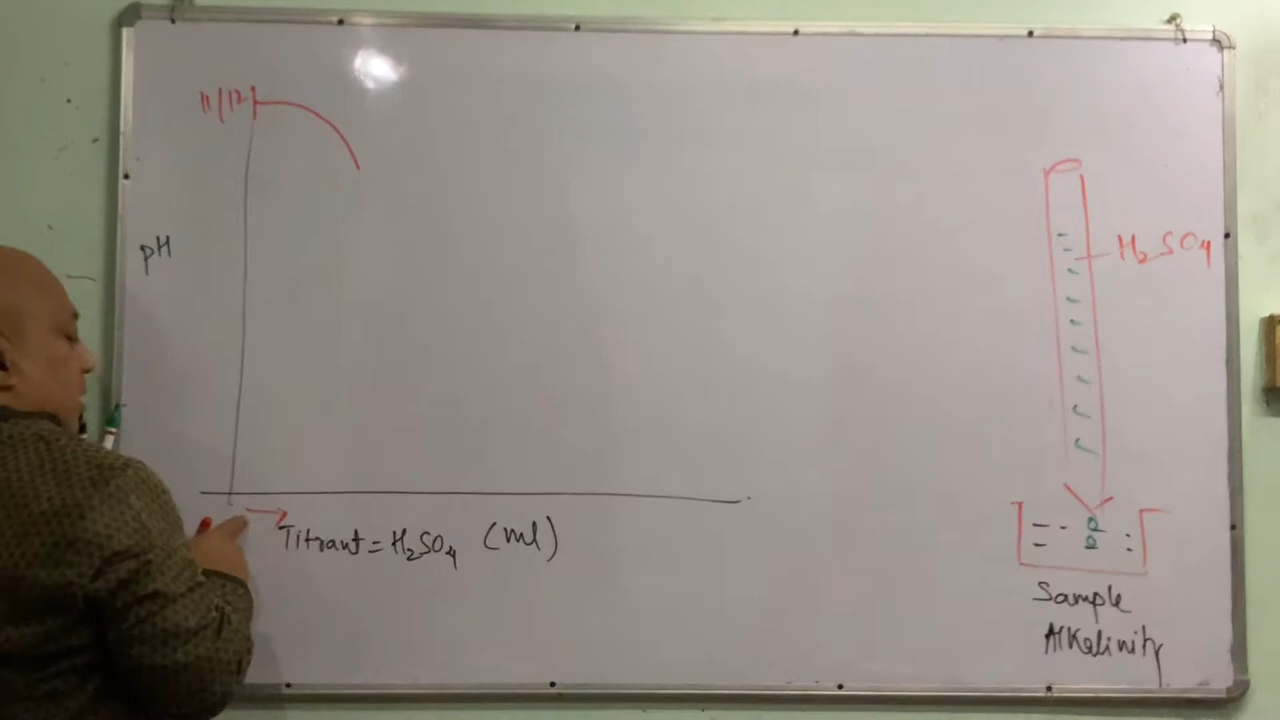 11/12
pH
Titrant = H₂SO₄ (ml)
H₂SO₄
Sample
Alkalinity